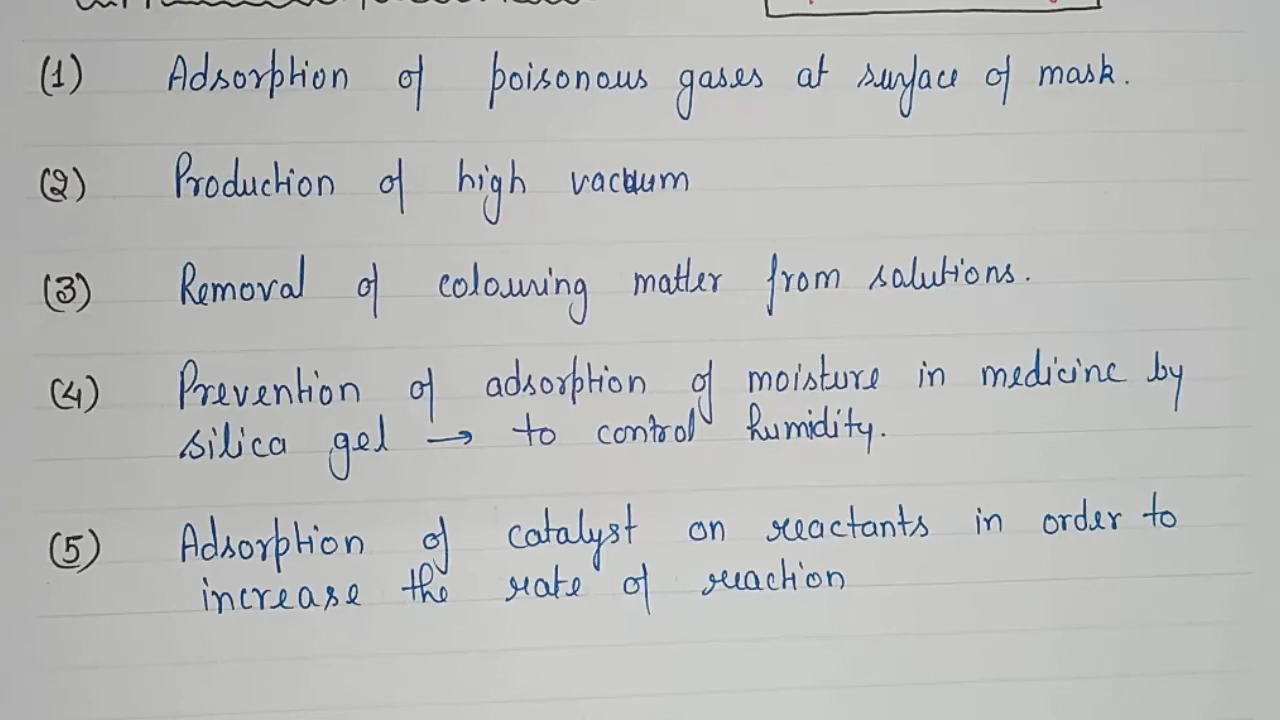 (1) Adsorption of poisonous gases at surface of mask.
(2) Production of high vacuum
(3) Removal of colouring matter from solutions.
(4) Prevention of adsorption of moisture in medicine by
silica gel → to control humidity.
(5) Adsorption of catalyst on reactants in order to
increase the rate of reaction